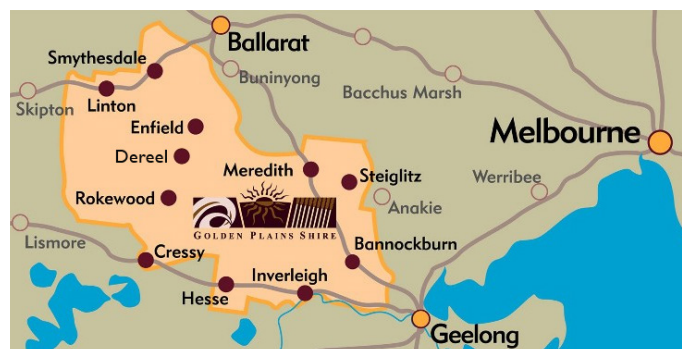 Ballarat
Smythesdale
Buninyong
Skipton
Linton
Bacchus Marsh
Enfield
Melbourne
Dereel
Meredith
Steiglitz
Werribee
Rokewood
Anakie
GOLDEN PLAINS SHIRE
Lismore
Cressy
Bannockburn
Inverleigh
Hesse
Geelong